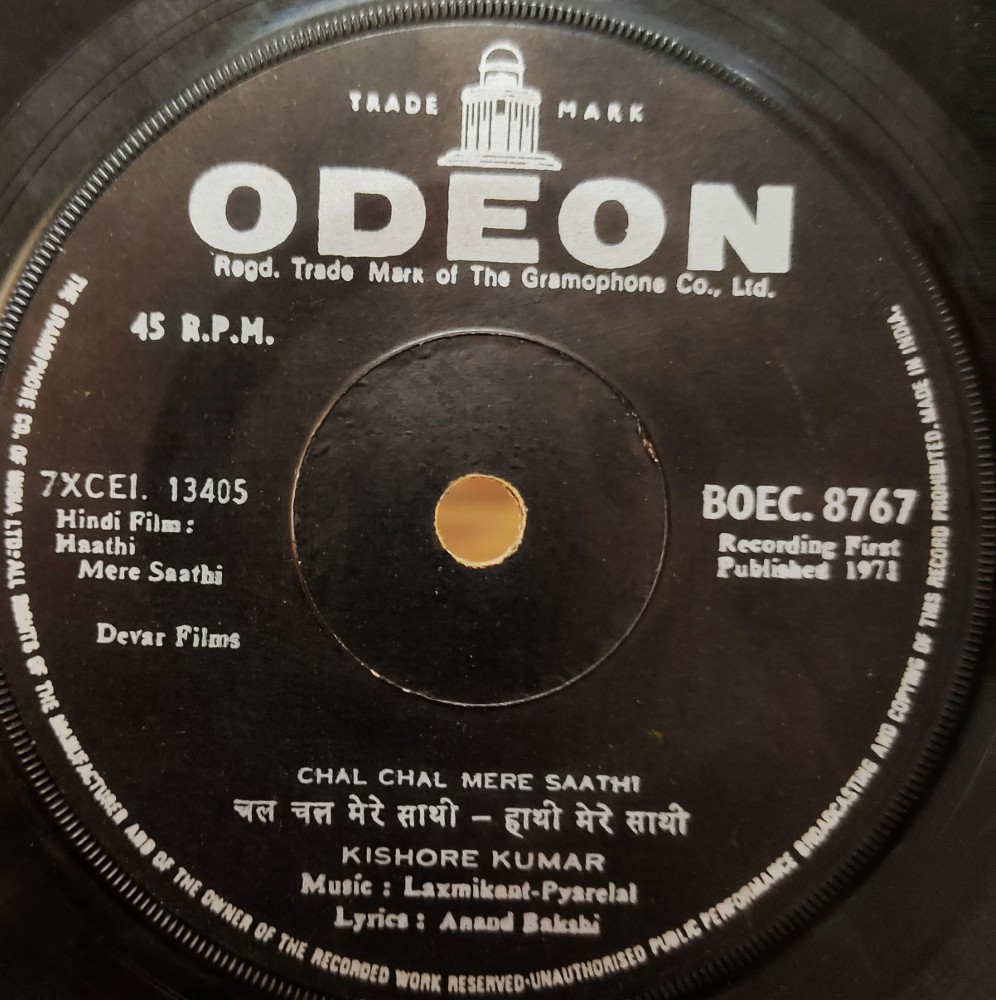 TRADE MARK
ODEON
Regd. Trade Mark of The Gramophone Co., Ltd.
45 R.P.M.
7XCEI. 13405
Hindi Film:
Haathi
Mere Saathi
Devar Films
BOEC. 8767
Recording First
Published 1971
CHAL CHAL MERE SAATHI
चल चल मेरे साथी – हाथी मेरे साथी
KISHORE KUMAR
Music : Laxmikant-Pyarelal
Lyrics : Anand Bakshi
THE GRAMOPHONE CO. OF INDIA LTD: ALL RIGHTS OF THE MANUFACTURER AND OF THE OWNER OF THE RECORDED WORK RESERVED·UNAUTHORISED PUBLIC PERFORMANCE BROADCASTING AND COPYING OF THIS RECORD PROHIBITED. MADE IN INDIA.